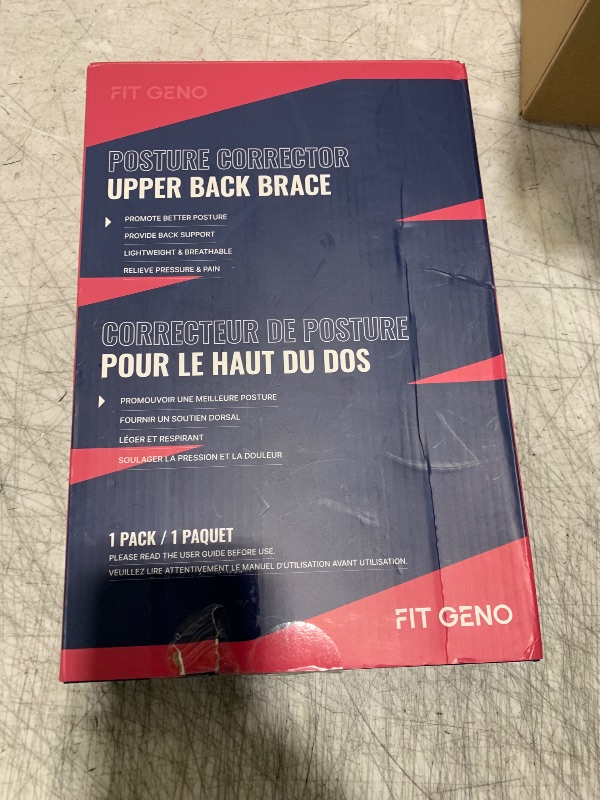 FIT GENO
POSTURE CORRECTOR
UPPER BACK BRACE
PROMOTE BETTER POSTURE
PROVIDE BACK SUPPORT
LIGHTWEIGHT & BREATHABLE
RELIEVE PRESSURE & PAIN
CORRECTEUR DE POSTURE
POUR LE HAUT DU DOS
PROMOUVOIR UNE MEILLEURE POSTURE
FOURNIR UN SOUTIEN DORSAL
LÉGER ET RESPIRANT
SOULAGER LA PRESSION ET LA DOULEUR
1 PACK / 1 PAQUET
PLEASE READ THE USER GUIDE BEFORE USE.
VEUILLEZ LIRE ATTENTIVEMENT LE MANUEL D'UTILISATION AVANT UTILISATION.
FIT GENO